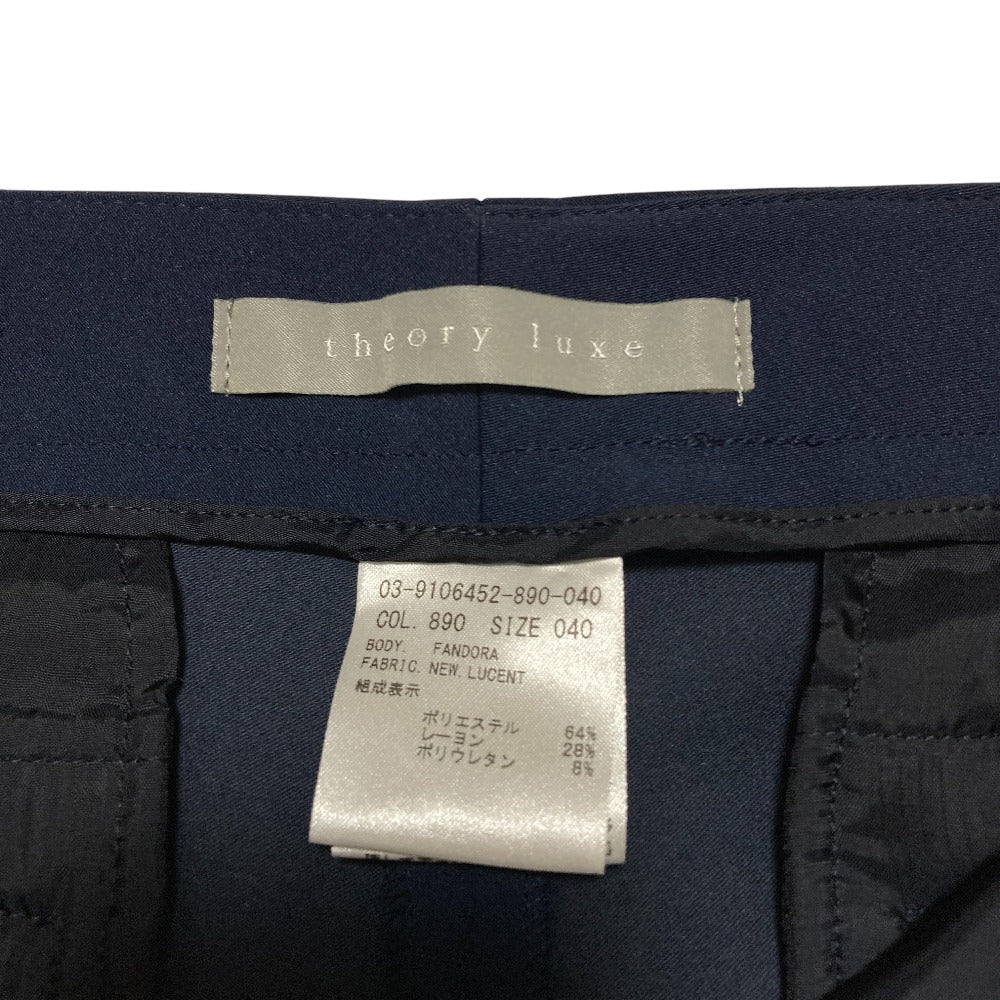 theory luxe
03-9106452-890-040
COL. 890 SIZE 040
BODY. FANDORA
FABRIC. NEW. LUCENT
組成表示
ポリエステル 64%
レーヨン 28%
ポリウレタン 8%